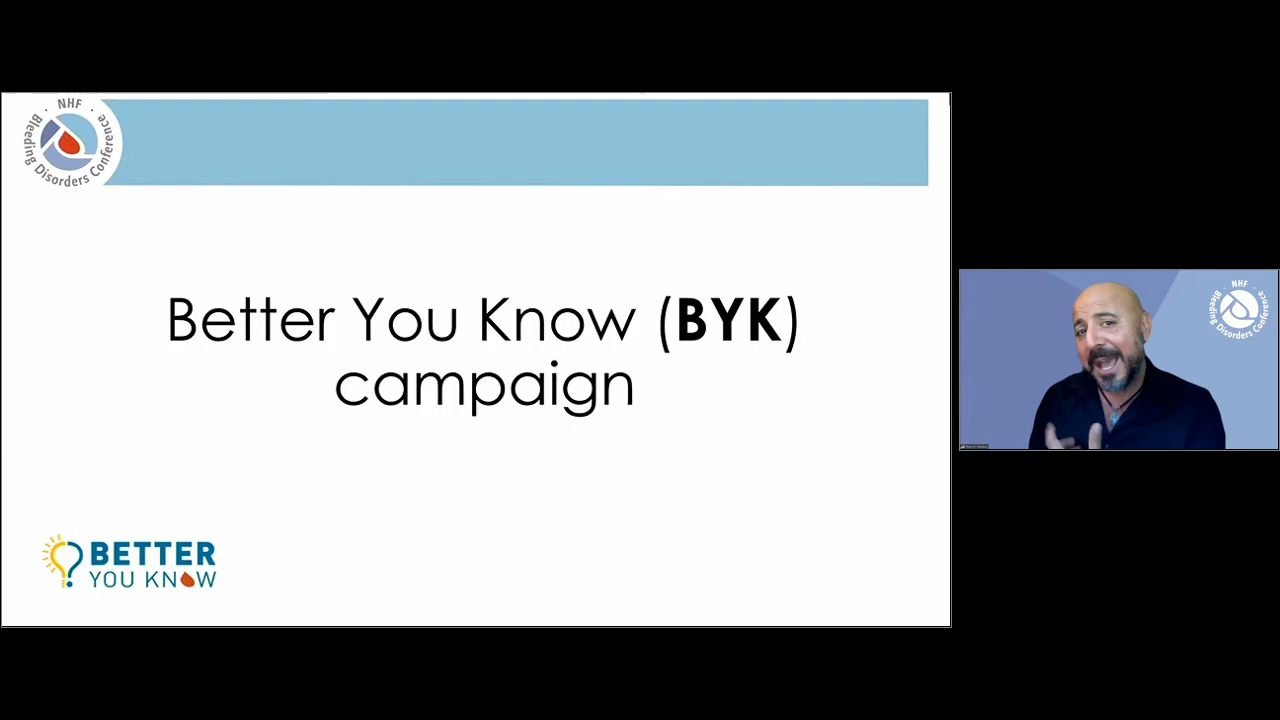 NHF
Bleeding Disorders Conference
Better You Know (BYK)
campaign
BETTER
YOU KNOW
NHF
Bleeding Disorders Conference